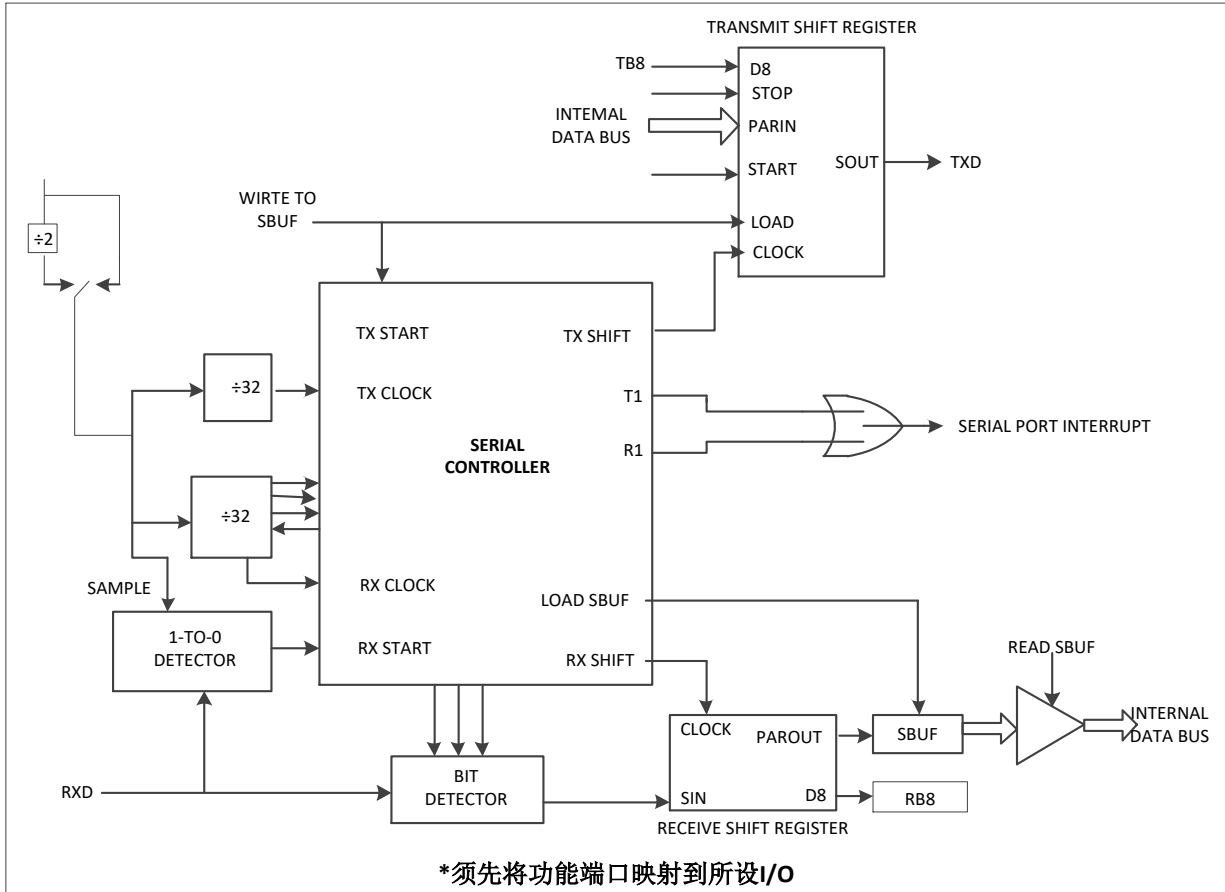 TRANSMIT SHIFT REGISTER
TB8
D8
STOP
INTEMAL
DATA BUS
PARIN
START
SOUT
TXD
WIRTE TO
SBUF
LOAD
CLOCK
÷2
TX START
TX SHIFT
÷32
TX CLOCK
T1
SERIAL PORT INTERRUPT
R1
SERIAL
CONTROLLER
÷32
RX CLOCK
SAMPLE
LOAD SBUF
1-TO-0
DETECTOR
RX START
RX SHIFT
READ SBUF
CLOCK
PAROUT
SBUF
INTERNAL
DATA BUS
RXD
BIT
DETECTOR
SIN
D8
RB8
RECEIVE SHIFT REGISTER
*须先将功能端口映射到所设I/O